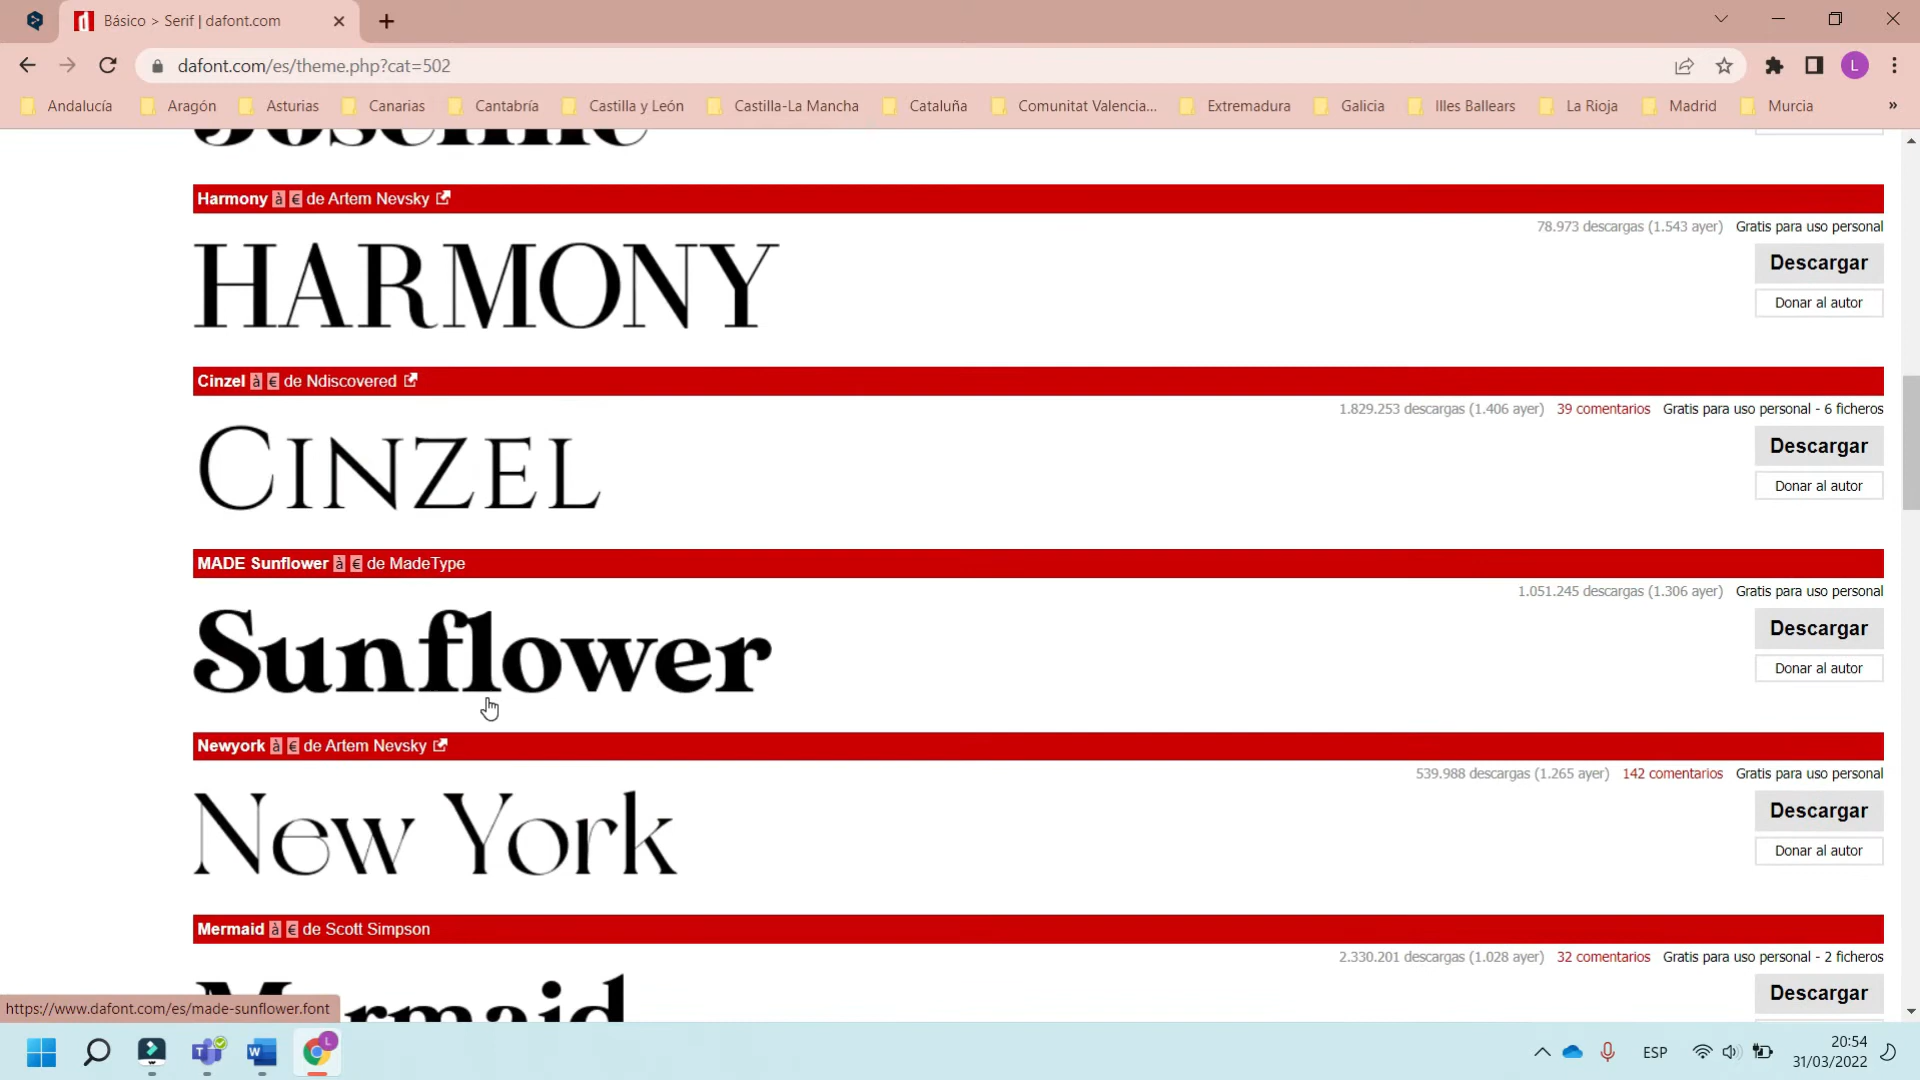 Básico > Serif | dafont.com
dafont.com/es/theme.php?cat=502
L
Andalucía Aragón Asturias Canarias Cantabría Castilla y León Castilla-La Mancha Cataluña Comunitat Valencia... Extremadura Galicia Illes Ballears La Rioja Madrid Murcia »
Harmony à € de Artem Nevsky
78.973 descargas (1.543 ayer) Gratis para uso personal
HARMONY
Descargar
Donar al autor
Cinzel à € de Ndiscovered
1.829.253 descargas (1.406 ayer) 39 comentarios Gratis para uso personal - 6 ficheros
CINZEL
Descargar
Donar al autor
MADE Sunflower à € de MadeType
1.051.245 descargas (1.306 ayer) Gratis para uso personal
Sunflower
Descargar
Donar al autor
Newyork à € de Artem Nevsky
539.988 descargas (1.265 ayer) 142 comentarios Gratis para uso personal
New York
Descargar
Donar al autor
Mermaid à € de Scott Simpson
2.330.201 descargas (1.028 ayer) 32 comentarios Gratis para uso personal - 2 ficheros
Mermaid
Descargar
https://www.dafont.com/es/made-sunflower.font
L
ESP
20:54
31/03/2022